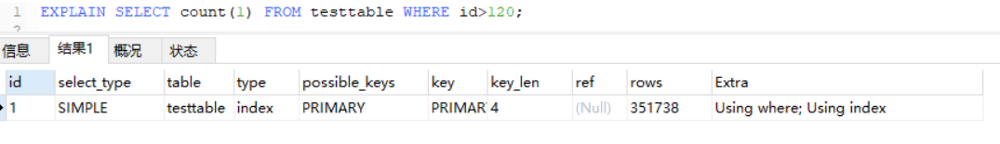 1 EXPLAIN SELECT count(1) FROM testtable WHERE id>120;
2
信息 结果1 概况 状态
id select_type table type possible_keys key key_len ref rows Extra
1 SIMPLE testtable index PRIMARY PRIMAR 4 (Null) 351738 Using where; Using index